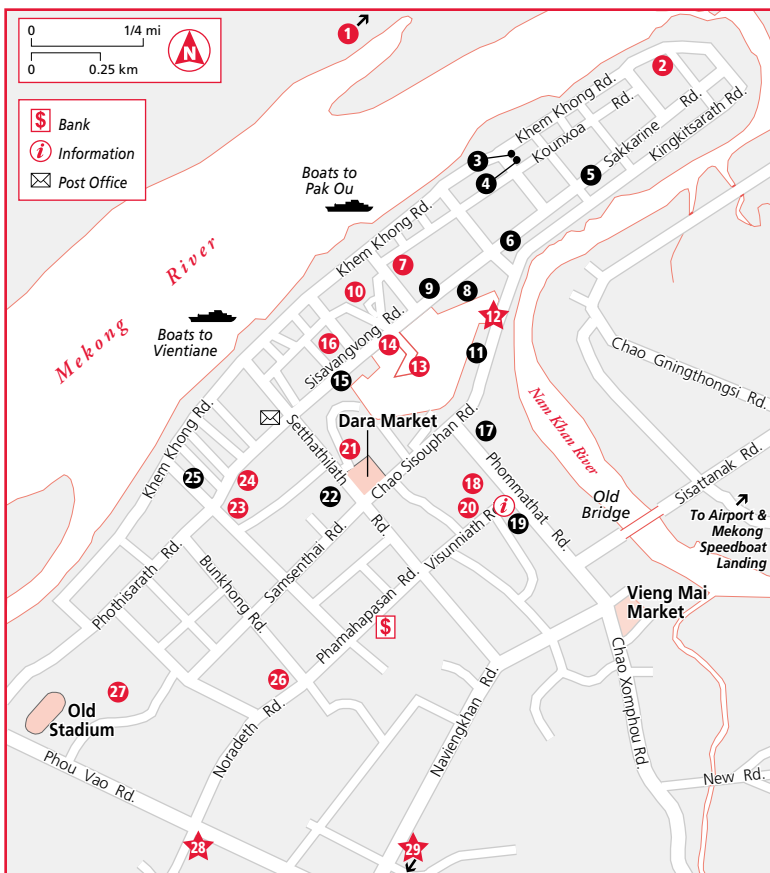 0 1/4 mi
0 0.25 km
N
$ Bank
i Information
Post Office
1
2
Khem Khong Rd.
Kounxoa Rd.
Sakkarine Rd.
Kingkitsarath Rd.
3
4
5
6
Boats to
Pak Ou
Khem Khong Rd.
7
8
9
10
Mekong River
Boats to
Vientiane
12
11
16
Sisavangvong Rd.
14
13
15
Chao Gningthongsi Rd.
Nam Khan River
Setthathilath Rd.
Dara Market
21
Chao Sisouphan Rd.
17
Phommathat Rd.
Khem Khong Rd.
25
24
23
22
18
20
i
19
Old
Bridge
Sisattanak Rd.
To Airport &
Mekong
Speedboat
Landing
Visunniath Rd.
Samsenthai Rd.
Phothisarath Rd.
Bunkhong Rd.
Phamahapasan Rd.
$
Vieng Mai
Market
27
26
Old
Stadium
Noradeth Rd.
Naviengkhan Rd.
Chao Xomphou Rd.
New Rd.
Phou Vao Rd.
28
29